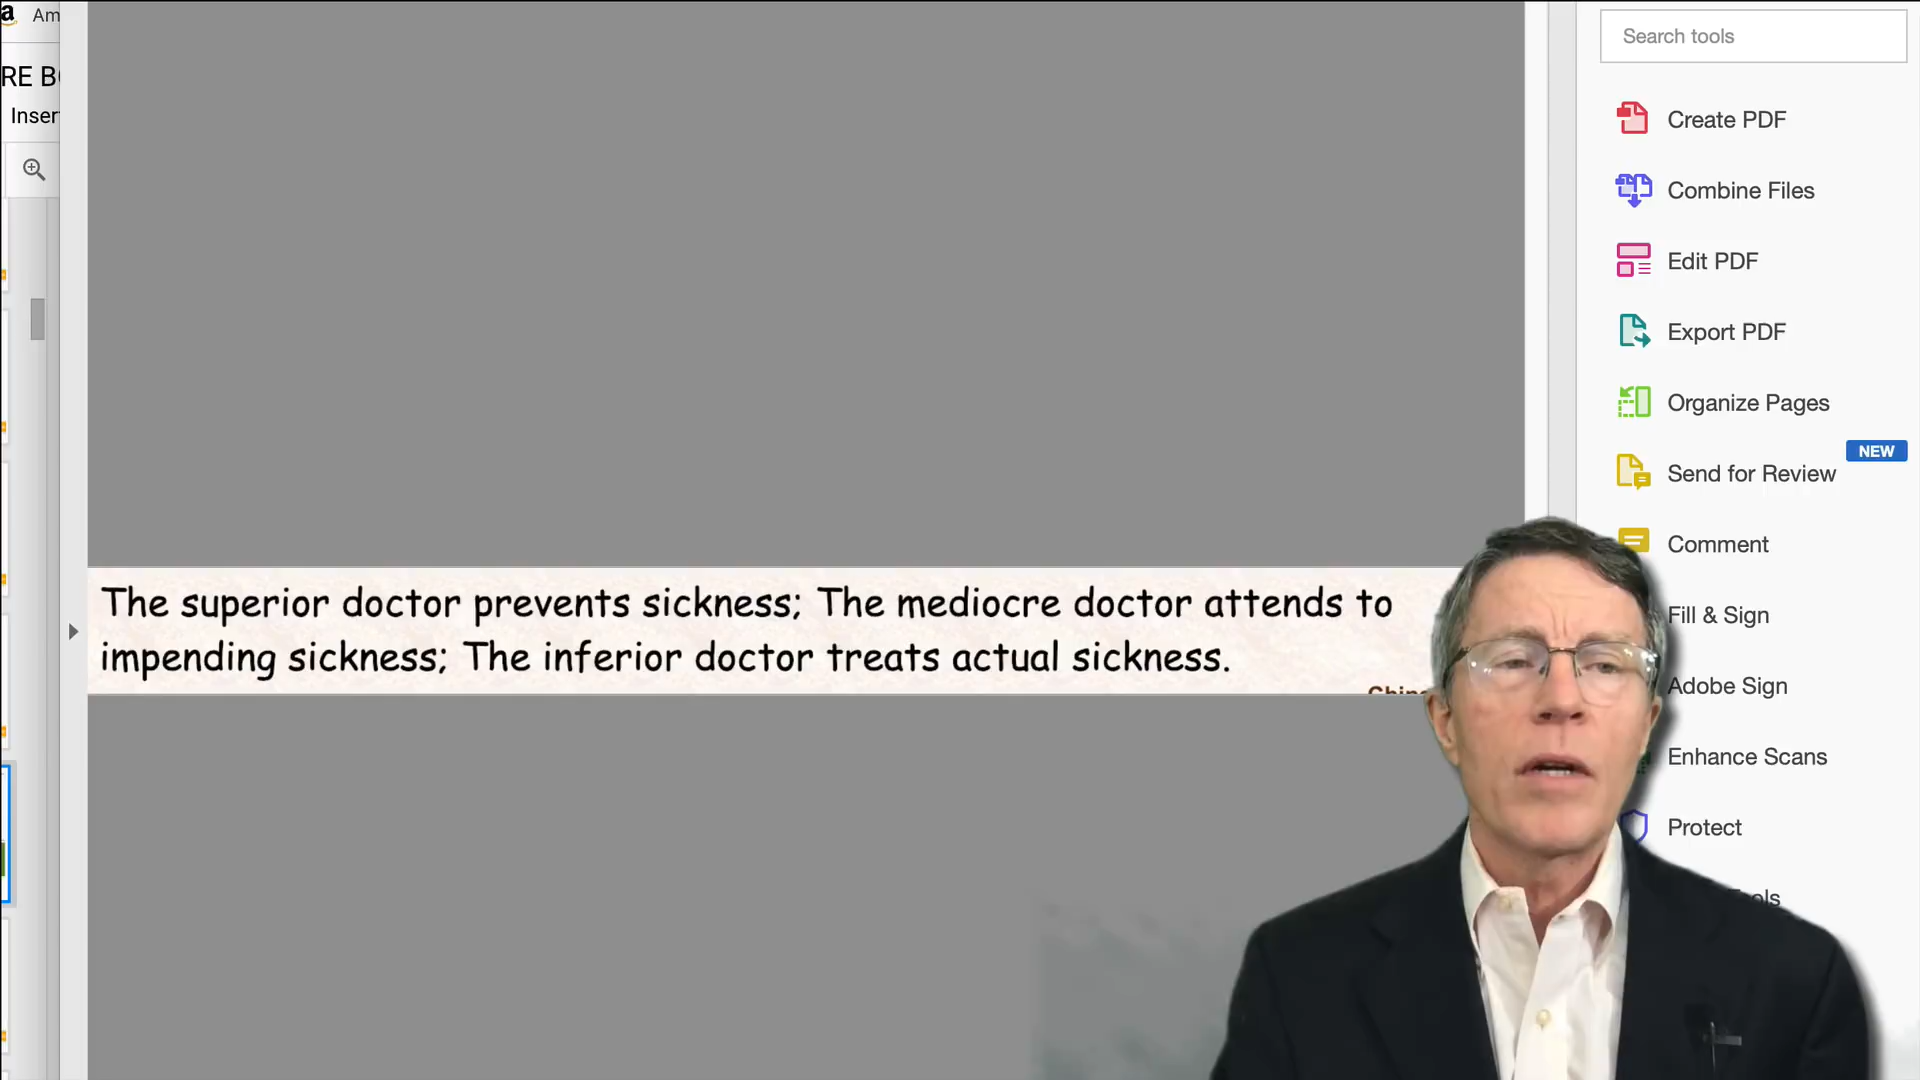 a Am
RE B
Inser
The superior doctor prevents sickness; The mediocre doctor attends to
impending sickness; The inferior doctor treats actual sickness.
Search tools
Create PDF
Combine Files
Edit PDF
Export PDF
Organize Pages
NEW
Send for Review
Comment
Fill & Sign
Adobe Sign
Enhance Scans
Protect